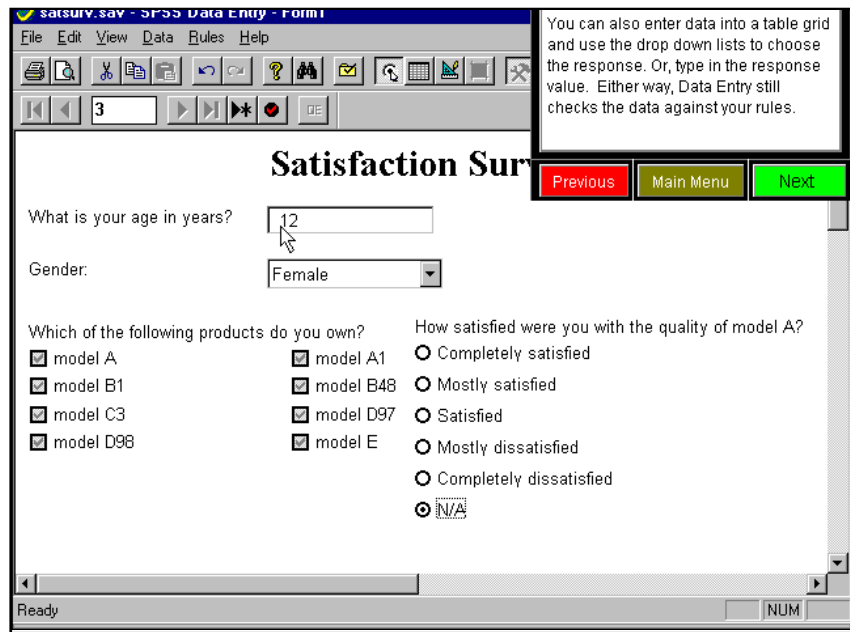 satsurv.sav - SPSS Data Entry - Form1
File Edit View Data Rules Help
You can also enter data into a table grid
and use the drop down lists to choose
the response. Or, type in the response
value. Either way, Data Entry still
checks the data against your rules.
3
DE
Previous
Main Menu
Next
Satisfaction Sur
What is your age in years?
12
Gender:
Female
Which of the following products do you own?
model A
model A1
model B1
model B48
model C3
model D97
model D98
model E
How satisfied were you with the quality of model A?
Completely satisfied
Mostly satisfied
Satisfied
Mostly dissatisfied
Completely dissatisfied
N/A
Ready
NUM